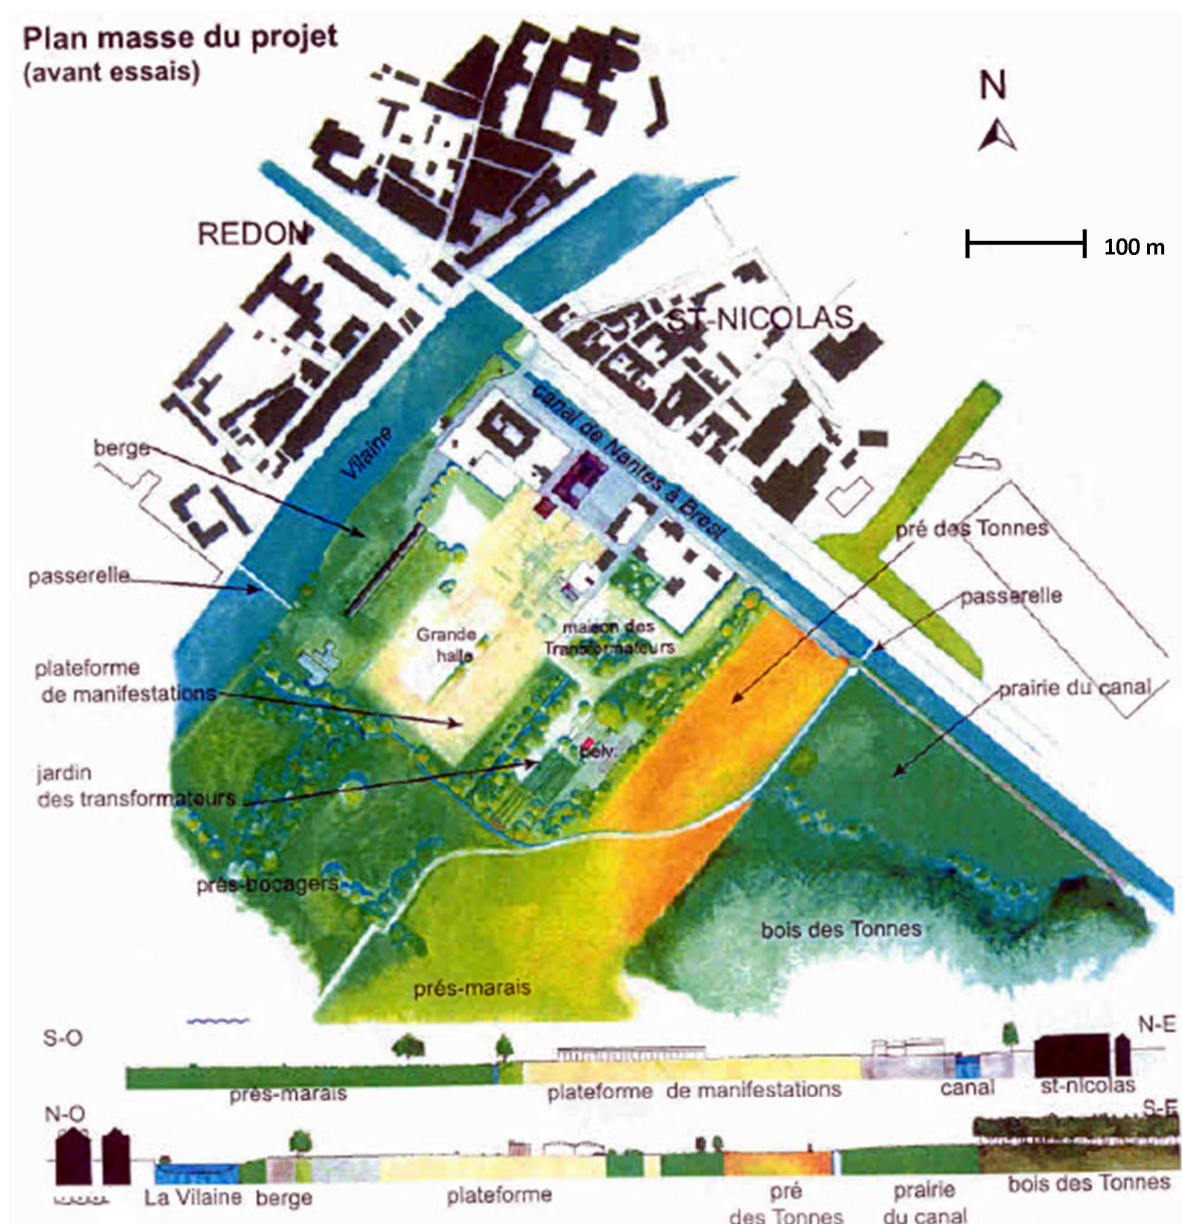 Plan masse du projet
(avant essais)
N
100 m
REDON
ST-NICOLAS
canal de Nantes à Brest
Vilaine
berge
pré des Tonnes
passerelle
passerelle
Grande
halle
maison des
Transformateurs
plateforme
de manifestations
prairie du canal
belv.
jardin
des transformateurs
prés-bocagers
bois des Tonnes
prés-marais
S-O
N-E
prés-marais
plateforme de manifestations
canal
st-nicolas
N-O
S-E
La Vilaine
berge
plateforme
pré
des Tonnes
prairie
du canal
bois des Tonnes